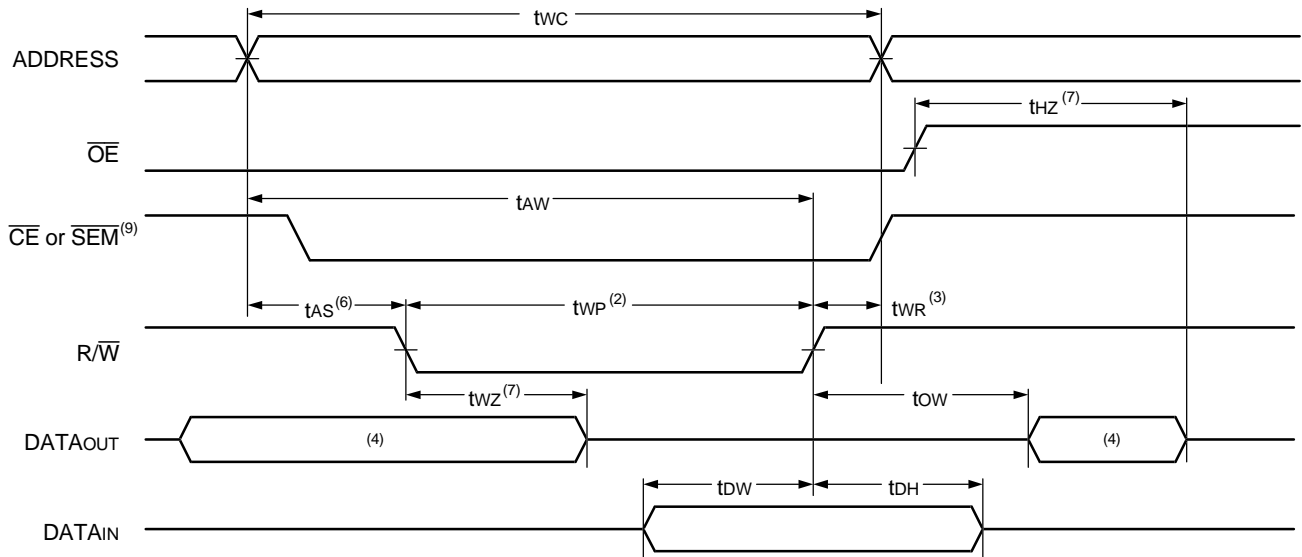 tWC
ADDRESS
tHZ (7)
OE
tAW
CE or SEM(9)
tAS(6)
tWP(2)
tWR(3)
R/W
tWZ(7)
tOW
DATAOUT
(4)
(4)
tDW
tDH
DATAIN